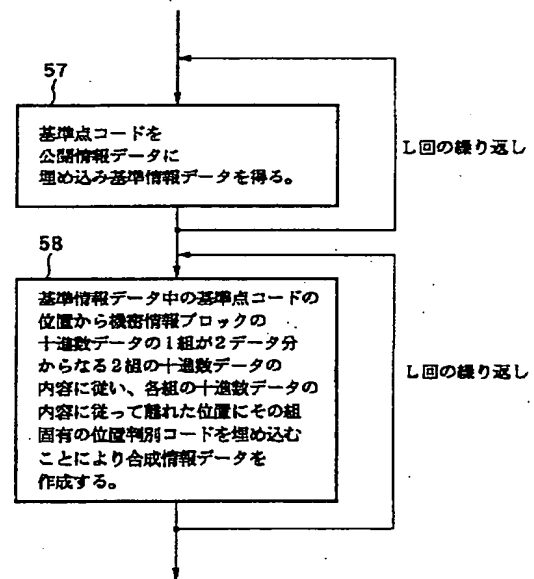 57
基準点コードを
公開情報データに
埋め込み基準情報データを得る。
L回の繰り返し
58
基準情報データ中の基準点コードの
位置から機密情報ブロックの
十進数データの1組が2データ分
からなる2組の十進数データの
内容に従い、各組の十進数データの
内容に従って離れた位置にその組
固有の位置判別コードを埋め込む
ことにより合成情報データを
作成する。
L回の繰り返し